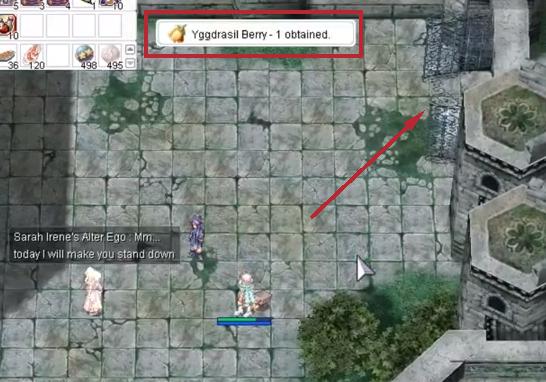 5
1
10
10
36 120 498 495
Yggdrasil Berry - 1 obtained.
Sarah Irene's Alter Ego : Mm...
today I will make you stand down